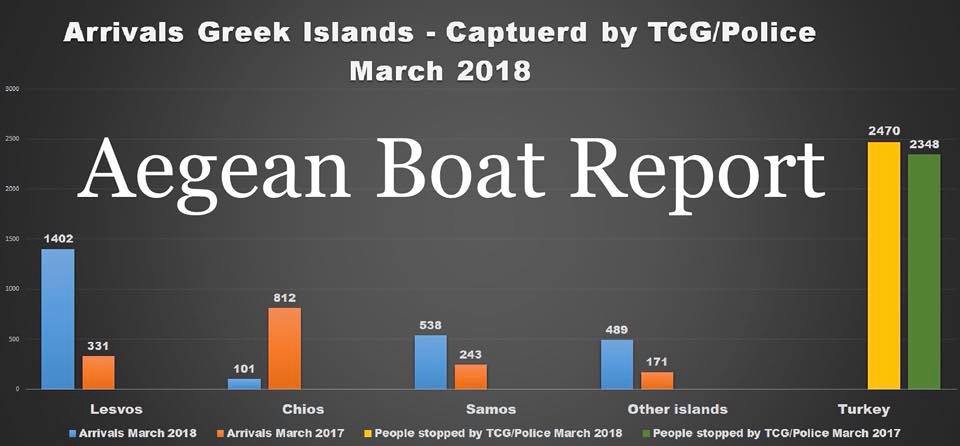 Arrivals Greek Islands - Captuerd by TCG/Police
March 2018
3000
2500
2000
1500
1000
500
0
Aegean Boat Report
1402
331
101
812
538
243
489
171
2470
2348
Lesvos
Chios
Samos
Other islands
Turkey
Arrivals March 2018
Arrivals March 2017
People stopped by TCG/Police March 2018
People stopped by TCG/Police March 2017